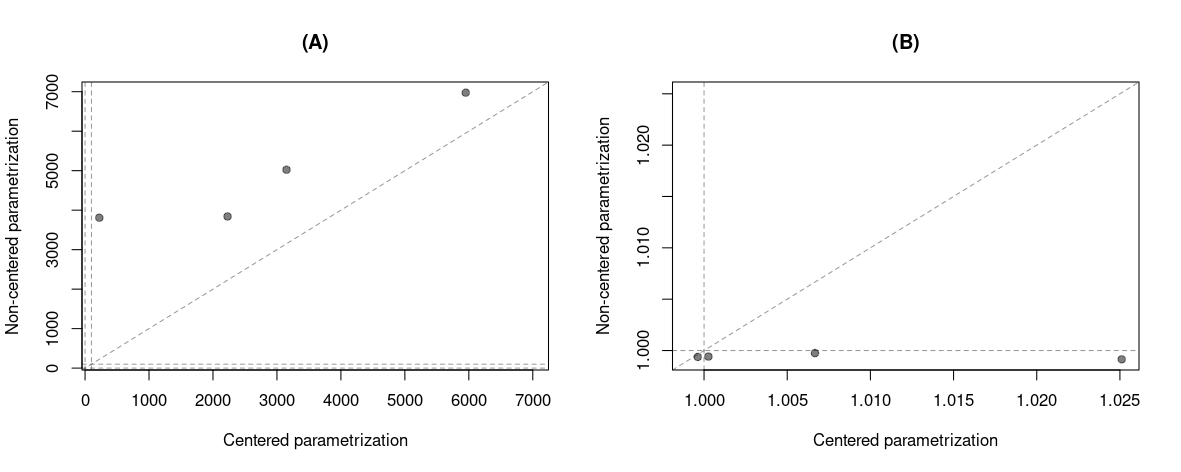 (A)
Non-centered parametrization
7000
5000
3000
1000
0
0 1000 2000 3000 4000 5000 6000 7000
Centered parametrization
(B)
Non-centered parametrization
1.020
1.010
1.000
1.000 1.005 1.010 1.015 1.020 1.025
Centered parametrization